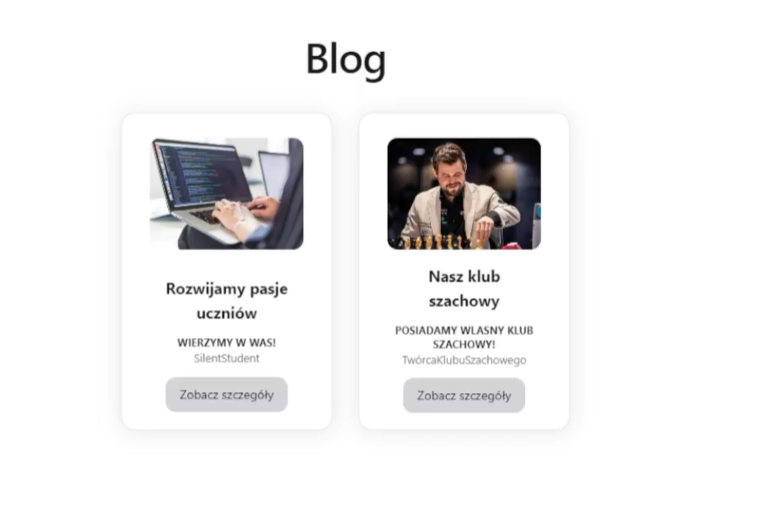 Blog
Rozwijamy pasje
uczniów
WIERZYMY W WAS!
SilentStudent
Zobacz szczegóły
Nasz klub
szachowy
POSIADAMY WLASNY KLUB
SZACHOWY!
TwórcaKlubuSzachowego
Zobacz szczegóły